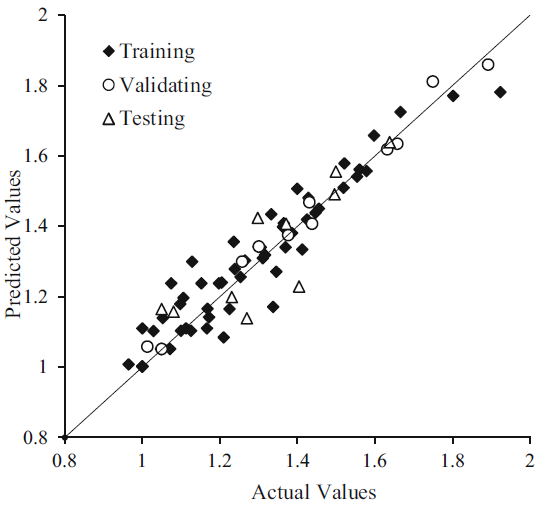 2
Training
1.8
Validating
Testing
1.6
Predicted Values
1.4
1.2
1
0.8
0.8 1 1.2 1.4 1.6 1.8 2
Actual Values